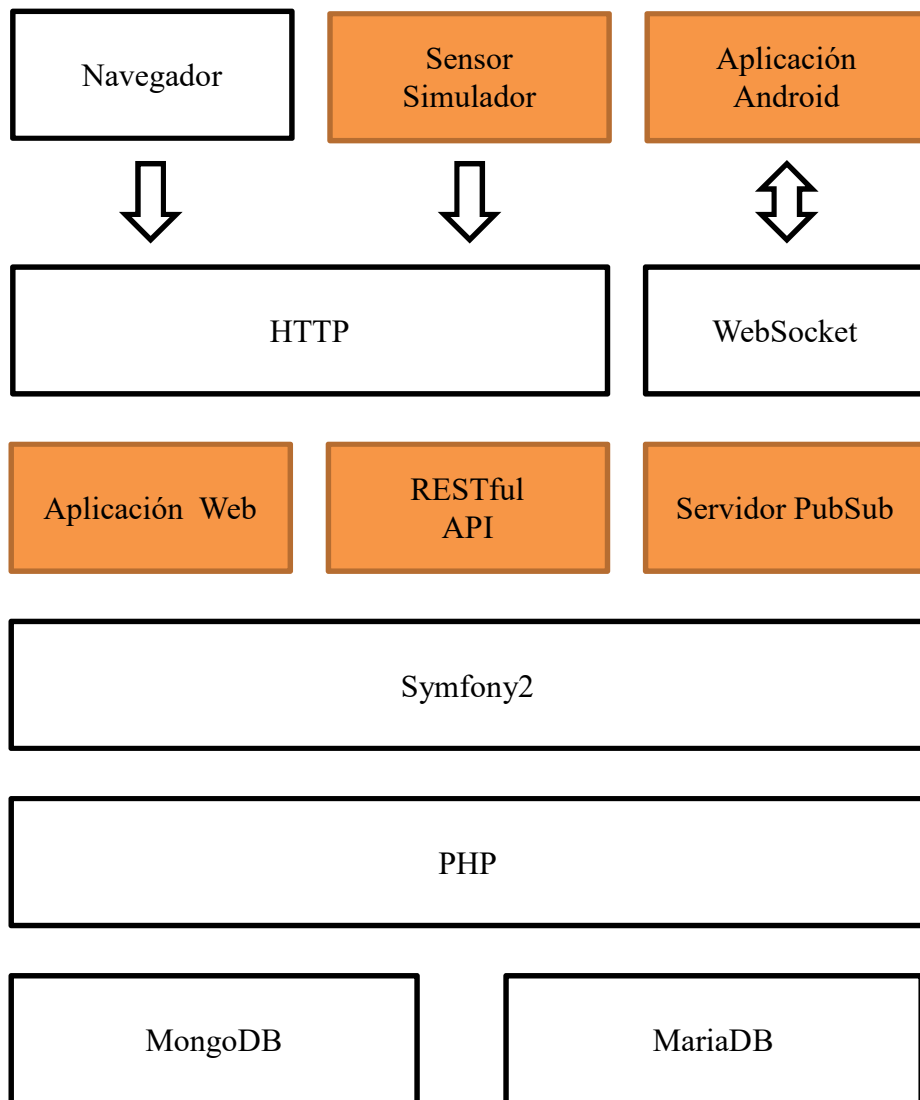 Navegador
Sensor
Simulador
Aplicación
Android
HTTP
WebSocket
Aplicación  Web
RESTful
API
Servidor PubSub
Symfony2
PHP
MongoDB
MariaDB